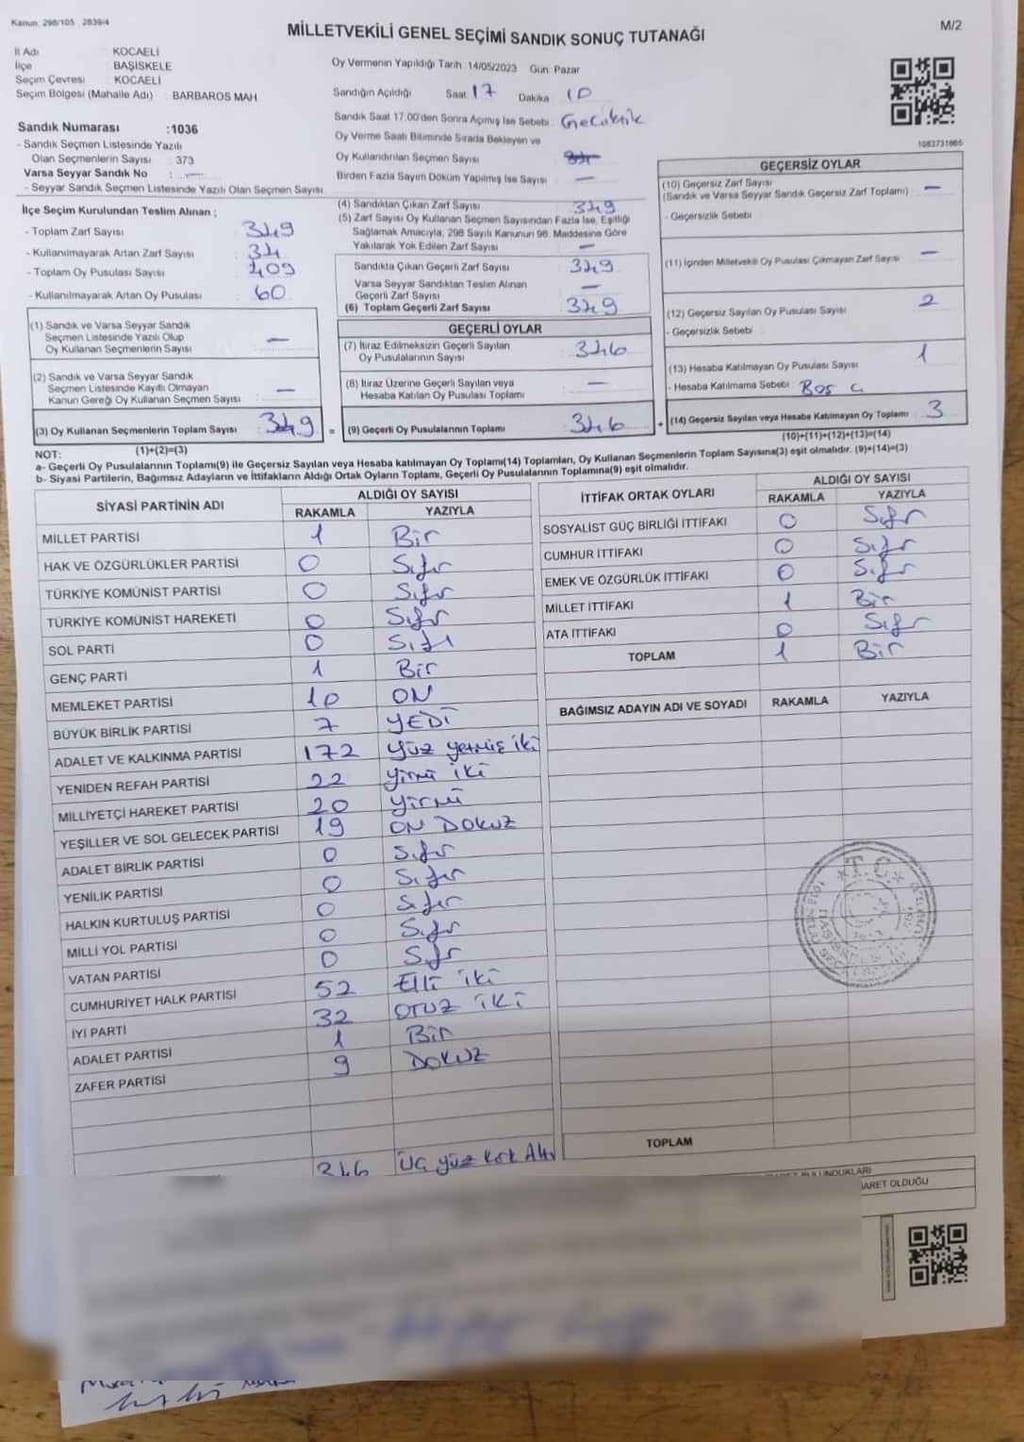 Kanun: 298/105 , 2839/4
MİLLETVEKİLİ GENEL SEÇİMİ SANDIK SONUÇ TUTANAĞI
M/2
İl Adı : KOCAELİ
İlçe : BAŞİSKELE
Seçim Çevresi : KOCAELİ
Seçim Bölgesi (Mahalle Adı) : BARBAROS MAH
Sandık Numarası :1036
- Sandık Seçmen Listesinde Yazılı
Olan Seçmenlerin Sayısı : 373
Varsa Seyyar Sandık No : —
- Seyyar Sandık Seçmen Listesinde Yazılı Olan Seçmen Sayısı
Oy Vermenin Yapıldığı Tarih :14/05/2023 Gün: Pazar
Sandığın Açıldığı Saat 17 Dakika 10
Sandık Saat 17.00'den Sonra Açımış İse Sebebi : Gecikmek
Oy Verme Saati Bitiminde Sırada Bekleyen ve
Oy Kullandırılan Seçmen Sayısı
Birden Fazla Sayım Döküm Yapılmış İse Sayısı —
1083731865
İlçe Seçim Kurulundan Teslim Alınan ;
- Toplam Zarf Sayısı : 349
- Kullanılmayarak Artan Zarf Sayısı :
- Toplam Oy Pusulası Sayısı : 409
- Kullanılmayarak Artan Oy Pusulası : 60
(4) Sandıktan Çıkan Zarf Sayısı 349
(5) Zarf Sayısı Oy Kullanan Seçmen Sayısından Fazla İse, Eşitliği
Sağlamak Amacıyla, 298 Sayılı Kanunun 98. Maddesine Göre
Yakılarak Yok Edilen Zarf Sayısı —
Sandıkta Çıkan Geçerli Zarf Sayısı 349
Varsa Seyyar Sandıktan Teslim Alınan
Geçerli Zarf Sayısı —
(6) Toplam Geçerli Zarf Sayısı 349
GEÇERSİZ OYLAR
(10) Geçersiz Zarf Sayısı
(Sandık ve Varsa Seyyar Sandık Geçersiz Zarf Toplamı) —
- Geçersizlik Sebebi :
(11) İçinden Milletvekili Oy Pusulası Çıkmayan Zarf Sayısı —
(12) Geçersiz Sayılan Oy Pusulası Sayısı 2
- Geçersizlik Sebebi :
(13) Hesaba Katılmayan Oy Pusulası Sayısı 1
- Hesaba Katılmama Sebebi : Boş
(14) Geçersiz Sayılan veya Hesaba Katılmayan Oy Toplamı 3
(10)+(11)+(12)+(13)=(14)
(1) Sandık ve Varsa Seyyar Sandık
Seçmen Listesinde Yazılı Olup
Oy Kullanan Seçmenlerin Sayısı —
(2) Sandık ve Varsa Seyyar Sandık
Seçmen Listesinde Kayıtlı Olmayan
Kanun Gereği Oy Kullanan Seçmen Sayısı : —
(3) Oy Kullanan Seçmenlerin Toplam Sayısı : 349
(1)+(2)=(3)
GEÇERLİ OYLAR
(7) İtiraz Edilmeksizin Geçerli Sayılan
Oy Pusulalarının Sayısı 346
(8) İtiraz Üzerine Geçerli Sayılan veya
Hesaba Katılan Oy Pusulası Toplamı —
= (9) Geçerli Oy Pusulalarının Toplamı 346 +
NOT:
a- Geçerli Oy Pusulalarının Toplamı(9) ile Geçersiz Sayılan veya Hesaba katılmayan Oy Toplamı(14) Toplamları, Oy Kullanan Seçmenlerin Toplam Sayısına(3) eşit olmalıdır. (9)+(14)=(3)
b- Siyasi Partilerin, Bağımsız Adayların ve İttifakların Aldığı Ortak Oyların Toplamı, Geçerli Oy Pusulalarının Toplamına(9) eşit olmalıdır.
SİYASİ PARTİNİN ADI ALDIĞI OY SAYISI
RAKAMLA YAZIYLA
MİLLET PARTİSİ 1 Bir
HAK VE ÖZGÜRLÜKLER PARTİSİ 0 Sıfır
TÜRKİYE KOMÜNİST PARTİSİ 0 Sıfır
TÜRKİYE KOMÜNİST HAREKETİ 0 Sıfır
SOL PARTİ 0 Sıfır
GENÇ PARTİ 1 Bir
MEMLEKET PARTİSİ 10 ON
BÜYÜK BİRLİK PARTİSİ 7 YEDİ
ADALET VE KALKINMA PARTİSİ 172 Yüz yetmiş iki
YENİDEN REFAH PARTİSİ 22 yirmi iki
MİLLİYETÇİ HAREKET PARTİSİ 20 yirmi
YEŞİLLER VE SOL GELECEK PARTİSİ 19 ON DOKUZ
ADALET BİRLİK PARTİSİ 0 Sıfır
YENİLİK PARTİSİ 0 Sıfır
HALKIN KURTULUŞ PARTİSİ 0 Sıfır
MİLLİ YOL PARTİSİ 0 Sıfır
VATAN PARTİSİ 0 Sıfır
CUMHURİYET HALK PARTİSİ 52 Elli iki
İYİ PARTİ 32 OTUZ İKİ
ADALET PARTİSİ 1 Bir
ZAFER PARTİSİ 9 DOKUZ
346 Üç yüz kırk Altı
İTTİFAK ORTAK OYLARI ALDIĞI OY SAYISI
RAKAMLA YAZIYLA
SOSYALİST GÜÇ BİRLİĞİ İTTİFAKI 0 Sıfır
CUMHUR İTTİFAKI 0 Sıfır
EMEK VE ÖZGÜRLÜK İTTİFAKI 0 Sıfır
MİLLET İTTİFAKI 1 Bir
ATA İTTİFAKI 0 Sıfır
TOPLAM 1 Bir
BAĞIMSIZ ADAYIN ADI VE SOYADI RAKAMLA YAZIYLA
T.C.
TOPLAM
BULUNDUKLARI
İŞARET OLDUĞU